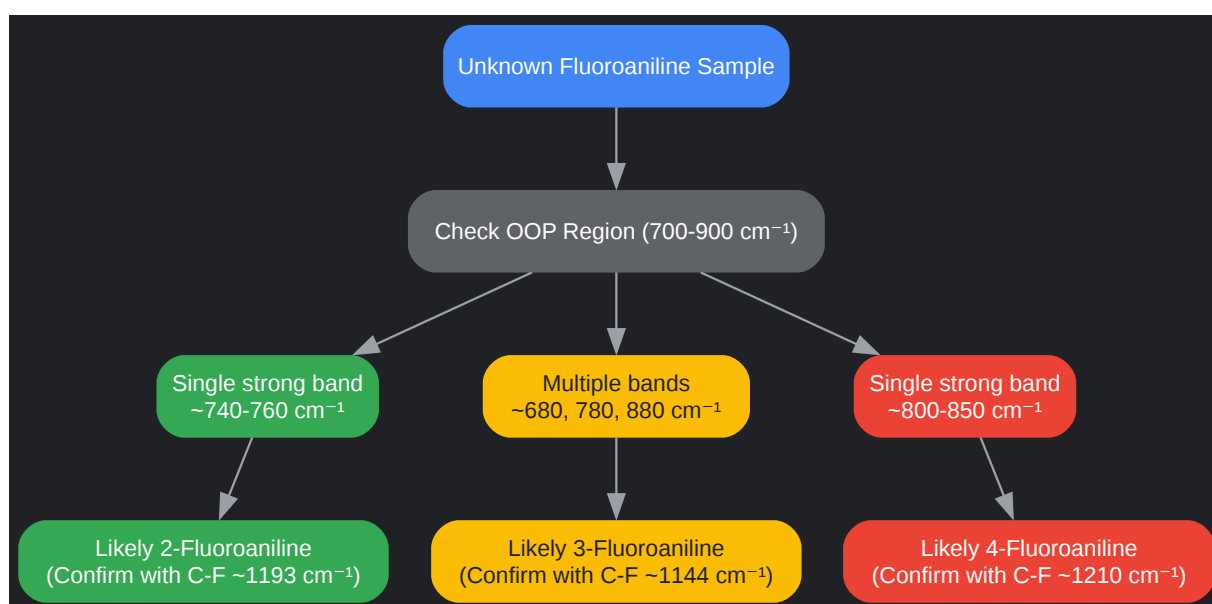 Unknown Fluoroaniline Sample
Check OOP Region (700-900 cm⁻¹)
Single strong band
~740-760 cm⁻¹
Multiple bands
~680, 780, 880 cm⁻¹
Single strong band
~800-850 cm⁻¹
Likely 2-Fluoroaniline
(Confirm with C-F ~1193 cm⁻¹)
Likely 3-Fluoroaniline
(Confirm with C-F ~1144 cm⁻¹)
Likely 4-Fluoroaniline
(Confirm with C-F ~1210 cm⁻¹)